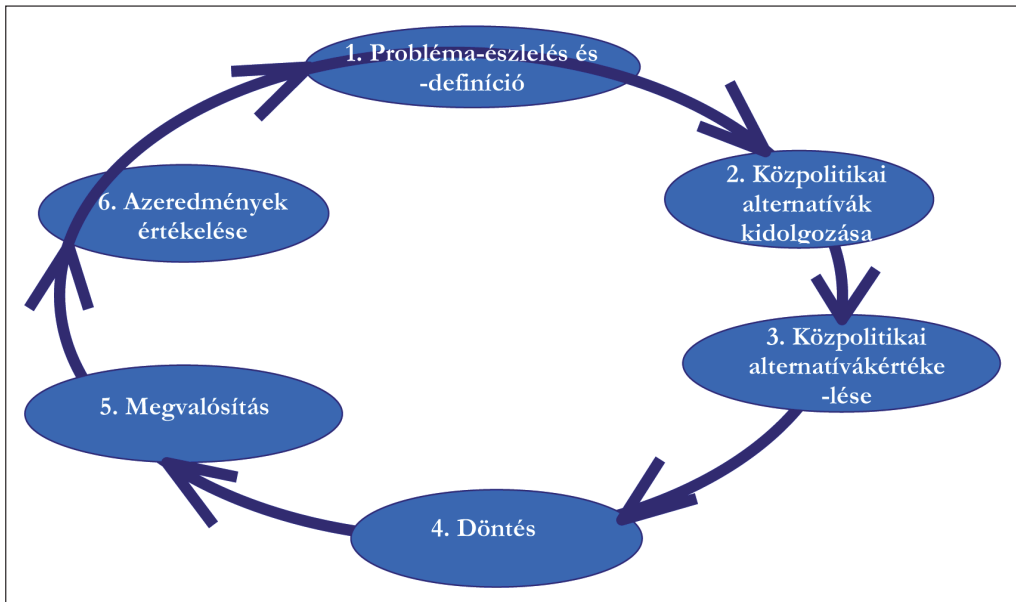 1. Probléma-észlelés és
-definíció
2. Közpolitikai
alternatívák
kidolgozása
3. Közpolitikai
alternatívákértéke
-lése
4. Döntés
5. Megvalósítás
6. Azeredmények
értékelése